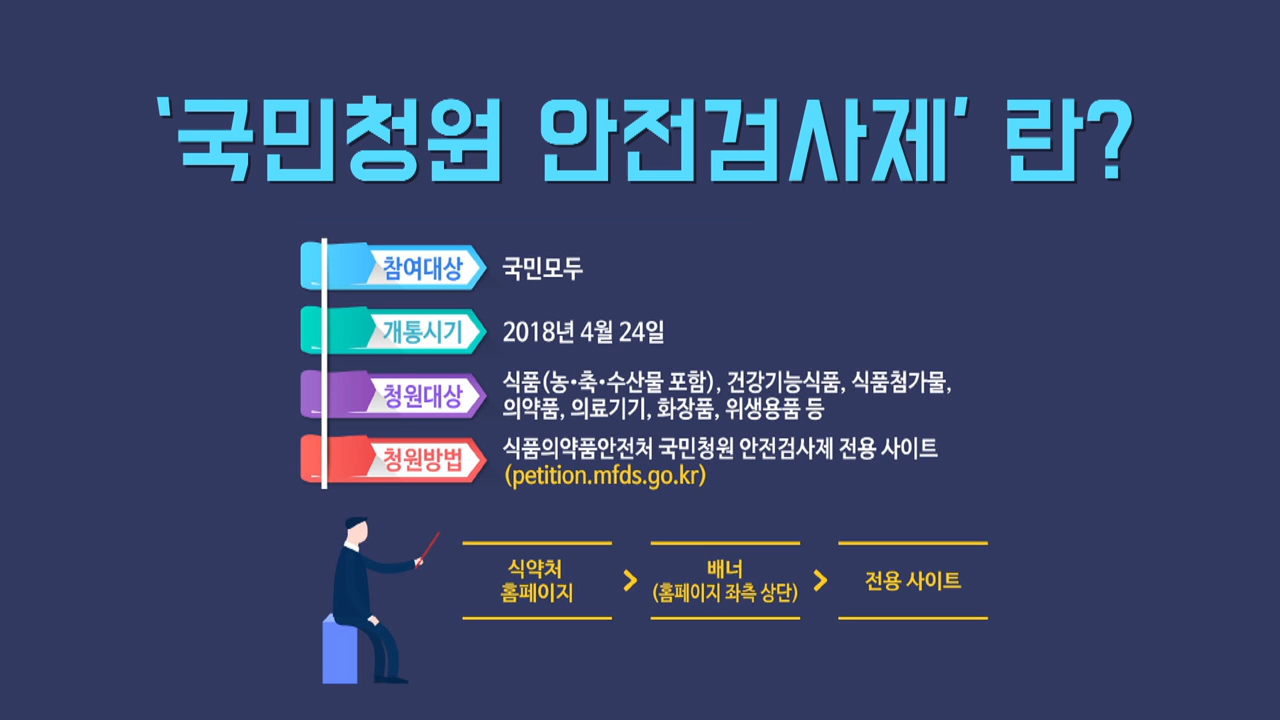 ‘국민청원 안전검사제’ 란?
참여대상 국민모두
개통시기 2018년 4월 24일
청원대상 식품(농·축·수산물 포함), 건강기능식품, 식품첨가물,
의약품, 의료기기, 화장품, 위생용품 등
청원방법 식품의약품안전처 국민청원 안전검사제 전용 사이트
(petition.mfds.go.kr)
식약처
홈페이지
>
배너
(홈페이지 좌측 상단)
>
전용 사이트